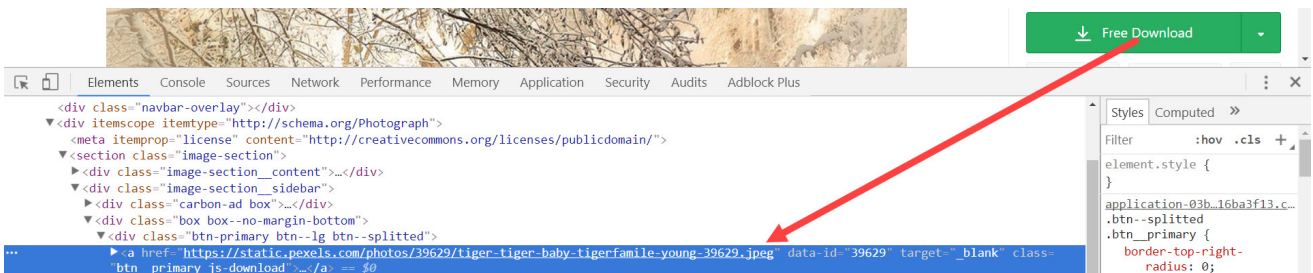 Free Download
Elements Console Sources Network Performance Memory Application Security Audits Adblock Plus
<div class="navbar-overlay"></div>
▼<div itemscope itemtype="http://schema.org/Photograph">
<meta itemprop="license" content="http://creativecommons.org/licenses/publicdomain/">
▼<section class="image-section">
▶<div class="image-section__content">…</div>
▼<div class="image-section__sidebar">
▶<div class="carbon-ad box">…</div>
▼<div class="box box--no-margin-bottom">
▼<div class="btn-primary btn--lg btn--splitted">
▶<a href="https://static.pexels.com/photos/39629/tiger-tiger-baby-tigerfamile-young-39629.jpeg" data-id="39629" target="_blank" class=
"btn__primary js-download">…</a> == $0
Styles Computed »
Filter :hov .cls +
element.style {
}
application-03b…16ba3f13.c…
.btn--splitted
.btn__primary {
border-top-right-
radius: 0;